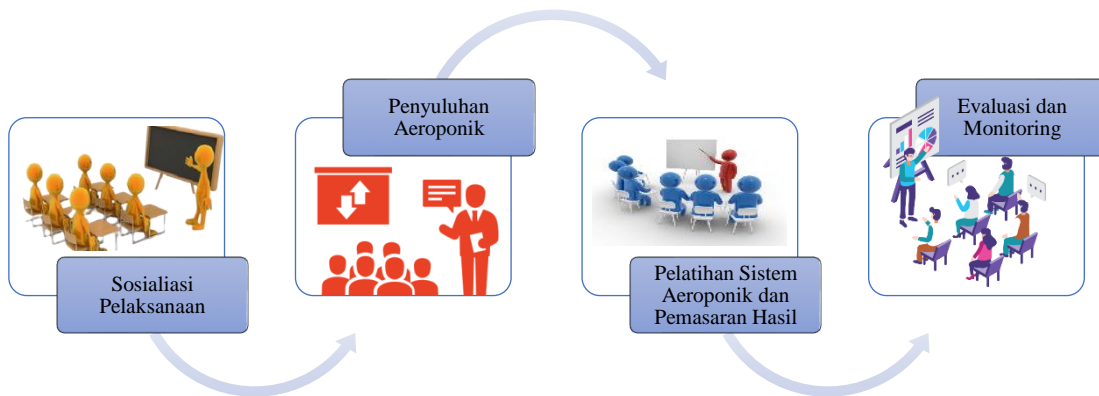 Sosialiasi
Pelaksanaan
Penyuluhan
Aeroponik
Pelatihan Sistem
Aeroponik dan
Pemasaran Hasil
Evaluasi dan
Monitoring